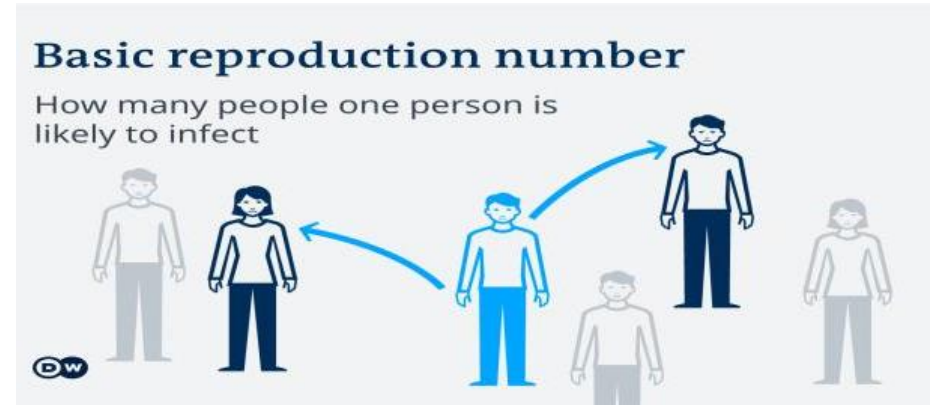 Basic reproduction number
How many people one person is
likely to infect
DW